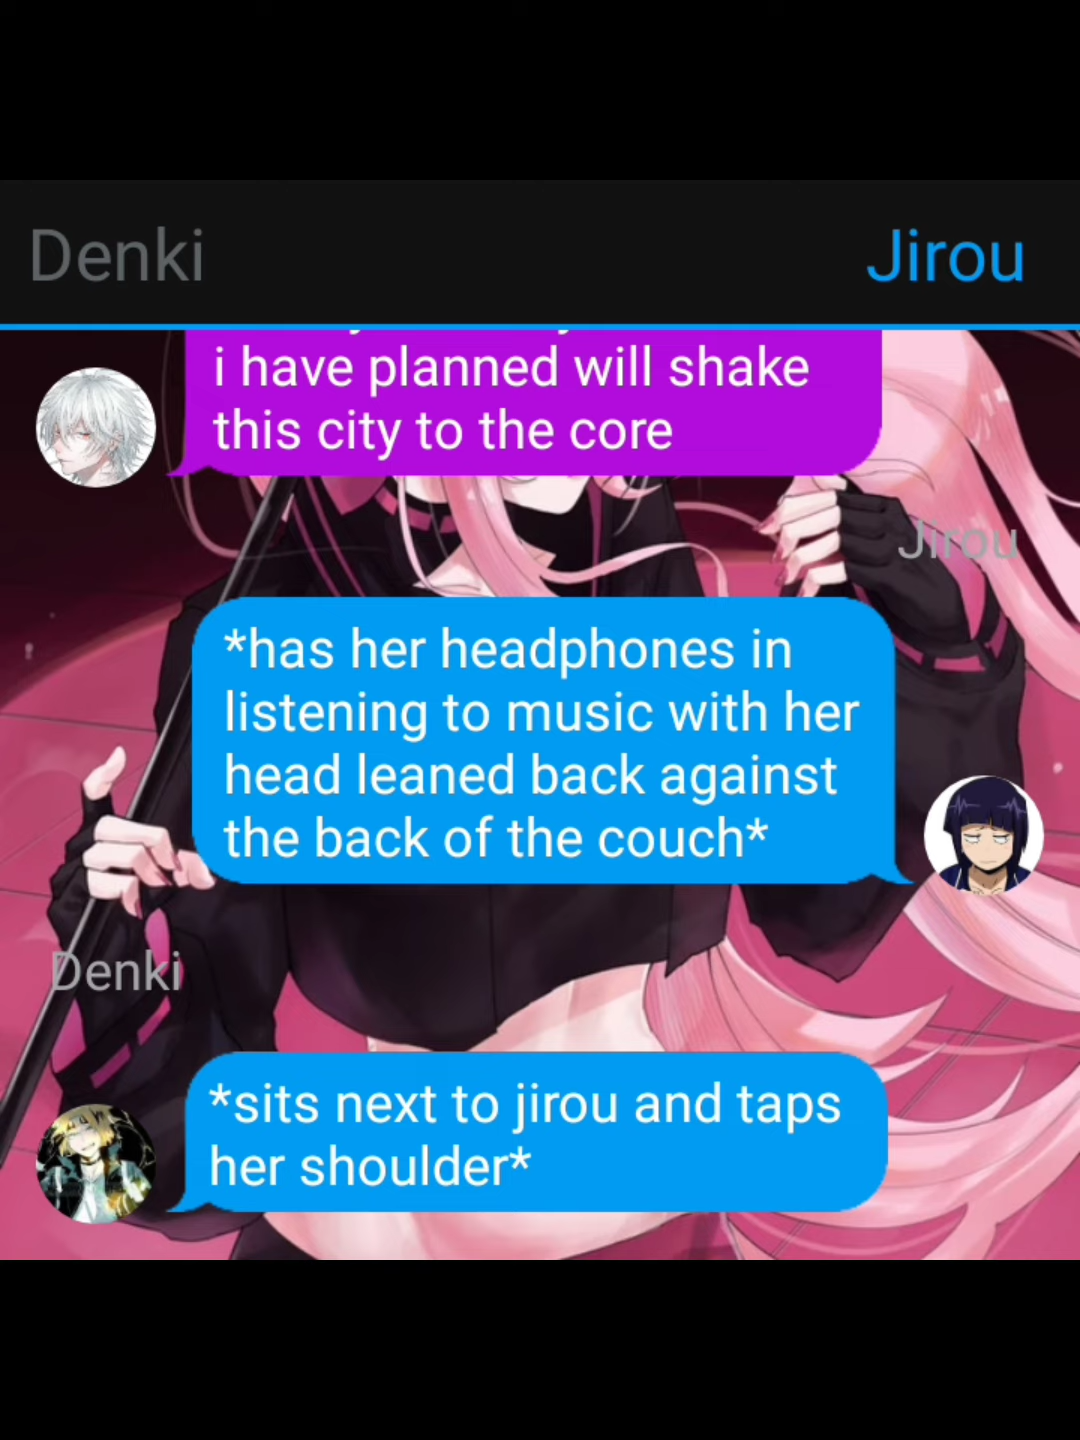 Denki
Jirou
i have planned will shake
this city to the core
Jirou
*has her headphones in
listening to music with her
head leaned back against
the back of the couch*
Denki
*sits next to jirou and taps
her shoulder*